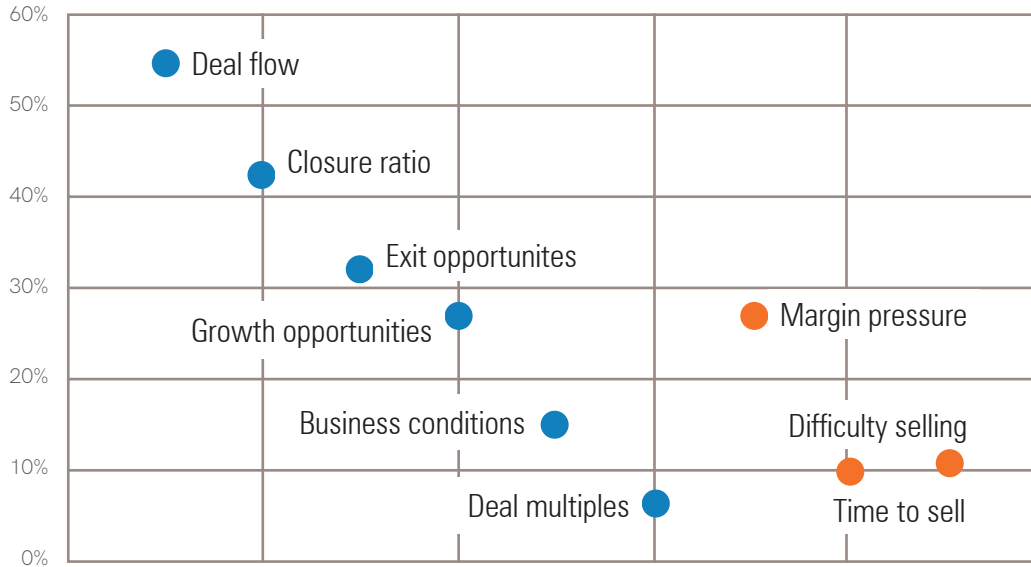 60%
Deal flow
50%
Closure ratio
40%
Exit opportunites
30%
Growth opportunities
Margin pressure
20%
Business conditions
Difficulty selling
10%
Deal multiples
Time to sell
0%